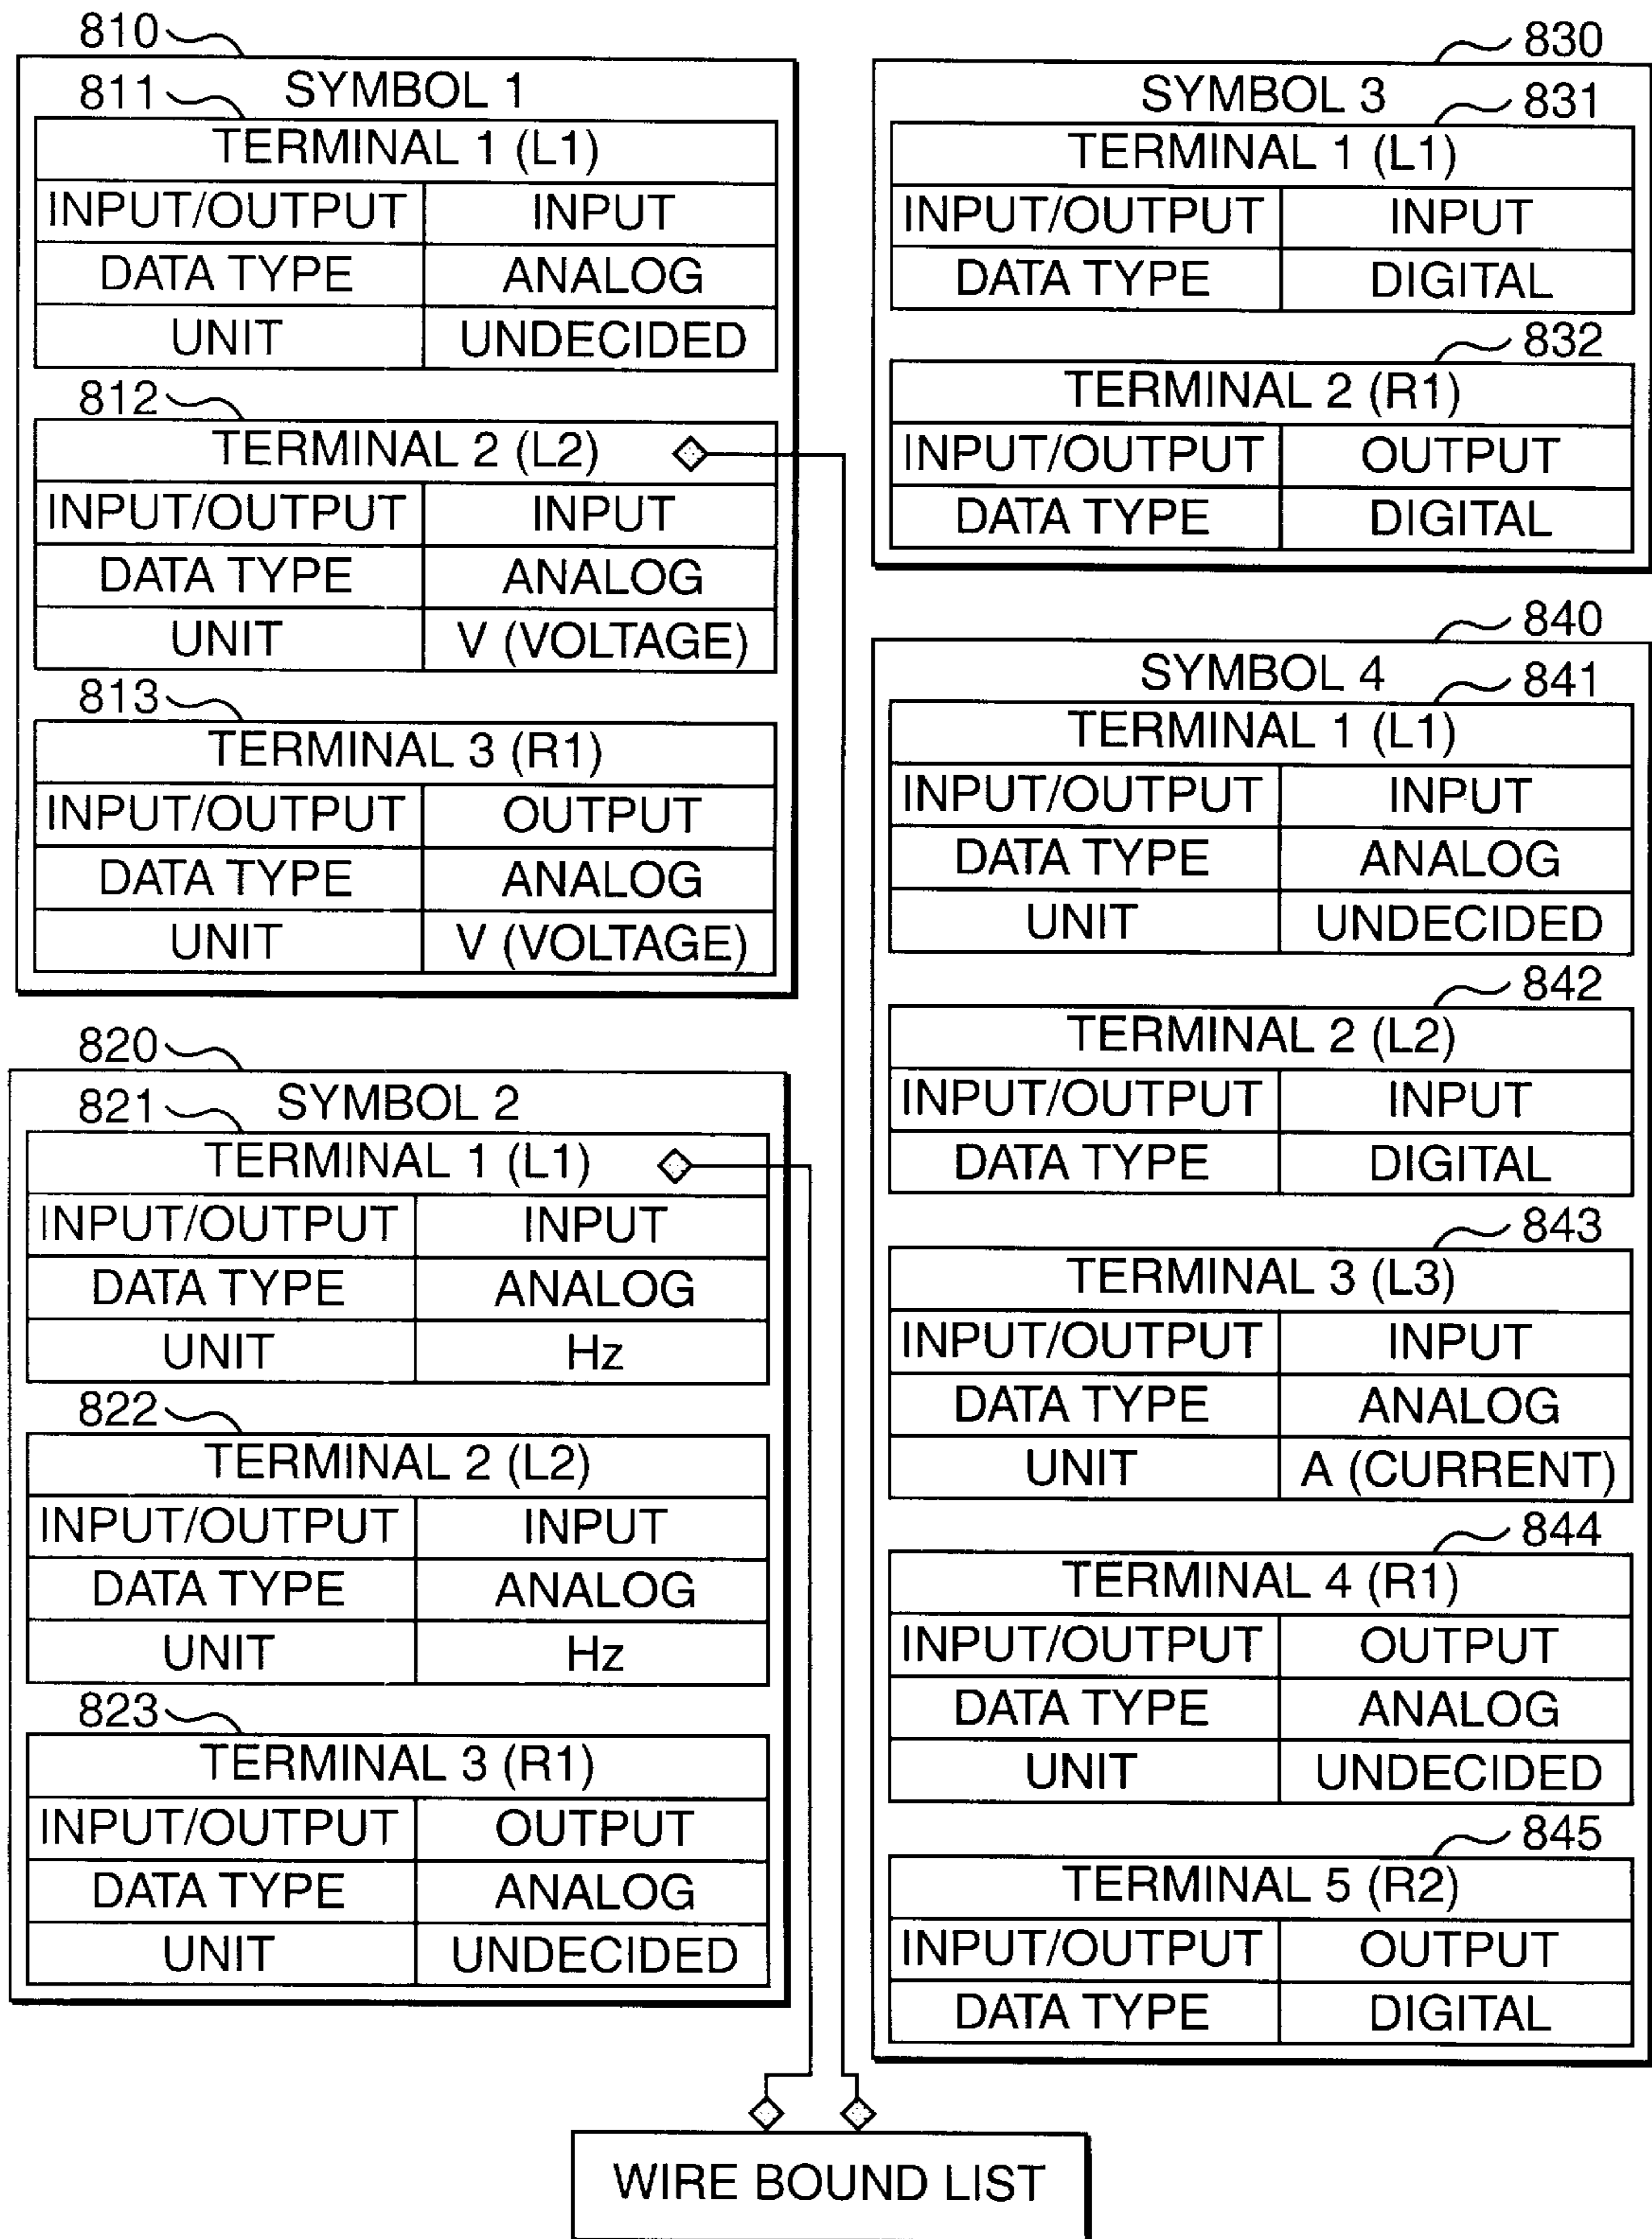 810
SYMBOL 1
811
TERMINAL 1 (L1)
INPUT/OUTPUT INPUT
DATA TYPE ANALOG
UNIT UNDECIDED
812
TERMINAL 2 (L2)
INPUT/OUTPUT INPUT
DATA TYPE ANALOG
UNIT V (VOLTAGE)
813
TERMINAL 3 (R1)
INPUT/OUTPUT OUTPUT
DATA TYPE ANALOG
UNIT V (VOLTAGE)
820
SYMBOL 2
821
TERMINAL 1 (L1)
INPUT/OUTPUT INPUT
DATA TYPE ANALOG
UNIT Hz
822
TERMINAL 2 (L2)
INPUT/OUTPUT INPUT
DATA TYPE ANALOG
UNIT Hz
823
TERMINAL 3 (R1)
INPUT/OUTPUT OUTPUT
DATA TYPE ANALOG
UNIT UNDECIDED
830
SYMBOL 3
831
TERMINAL 1 (L1)
INPUT/OUTPUT INPUT
DATA TYPE DIGITAL
832
TERMINAL 2 (R1)
INPUT/OUTPUT OUTPUT
DATA TYPE DIGITAL
840
SYMBOL 4
841
TERMINAL 1 (L1)
INPUT/OUTPUT INPUT
DATA TYPE ANALOG
UNIT UNDECIDED
842
TERMINAL 2 (L2)
INPUT/OUTPUT INPUT
DATA TYPE DIGITAL
843
TERMINAL 3 (L3)
INPUT/OUTPUT INPUT
DATA TYPE ANALOG
UNIT A (CURRENT)
844
TERMINAL 4 (R1)
INPUT/OUTPUT OUTPUT
DATA TYPE ANALOG
UNIT UNDECIDED
845
TERMINAL 5 (R2)
INPUT/OUTPUT OUTPUT
DATA TYPE DIGITAL
WIRE BOUND LIST